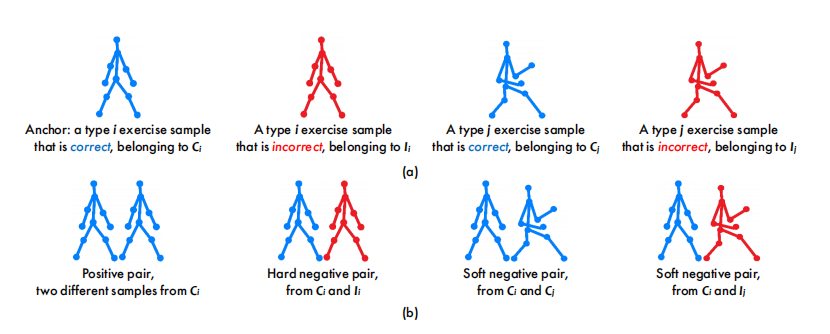 Anchor: a type i exercise sample
that is correct, belonging to Ci
A type i exercise sample
that is incorrect, belonging to Ii
A type j exercise sample
that is correct, belonging to Cj
A type j exercise sample
that is incorrect, belonging to Ij
(a)
Positive pair,
two different samples from Ci
Hard negative pair,
from Ci and Ii
Soft negative pair,
from Ci and Cj
Soft negative pair,
from Ci and Ij
(b)